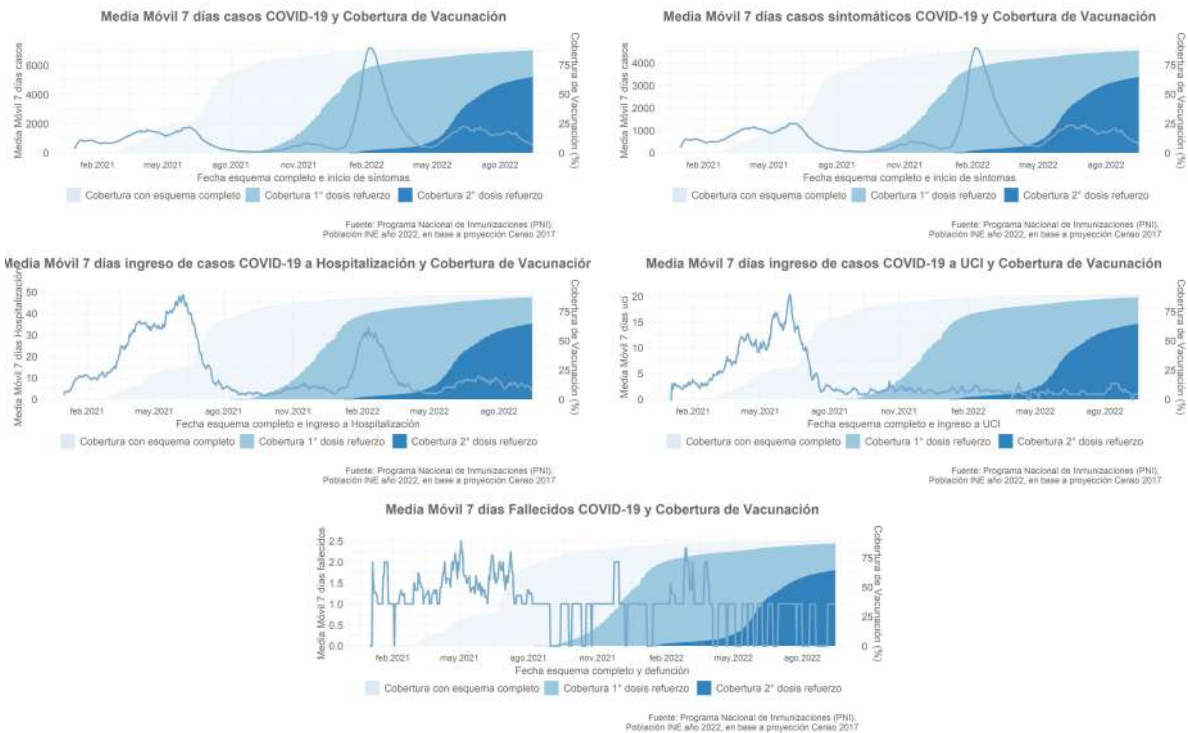 Media Móvil 7 días casos COVID-19 y Cobertura de Vacunación
Media Móvil 7 días casos
6000
4000
2000
0
Cobertura de Vacunación (%)
75
50
25
0
feb.2021 may.2021 ago.2021 nov.2021 feb.2022 may.2022 ago.2022
Fecha esquema completo e inicio de síntomas
Cobertura con esquema completo Cobertura 1° dosis refuerzo Cobertura 2° dosis refuerzo
Fuente: Programa Nacional de Inmunizaciones (PNI),
Población INE año 2022, en base a proyección Censo 2017
Media Móvil 7 días casos sintomáticos COVID-19 y Cobertura de Vacunación
Media Móvil 7 días casos
4000
3000
2000
1000
0
Cobertura de Vacunación (%)
75
50
25
0
feb.2021 may.2021 ago.2021 nov.2021 feb.2022 may.2022 ago.2022
Fecha esquema completo e inicio de síntomas
Cobertura con esquema completo Cobertura 1° dosis refuerzo Cobertura 2° dosis refuerzo
Fuente: Programa Nacional de Inmunizaciones (PNI),
Población INE año 2022, en base a proyección Censo 2017
Media Móvil 7 días ingreso de casos COVID-19 a Hospitalización y Cobertura de Vacunación
Media Móvil 7 días Hospitalización
50
40
30
20
10
0
Cobertura de Vacunación (%)
75
50
25
0
feb.2021 may.2021 ago.2021 nov.2021 feb.2022 may.2022 ago.2022
Fecha esquema completo e ingreso a Hospitalización
Cobertura con esquema completo Cobertura 1° dosis refuerzo Cobertura 2° dosis refuerzo
Fuente: Programa Nacional de Inmunizaciones (PNI),
Población INE año 2022, en base a proyección Censo 2017
Media Móvil 7 días ingreso de casos COVID-19 a UCI y Cobertura de Vacunación
Media Móvil 7 días uci
20
15
10
5
0
Cobertura de Vacunación (%)
75
50
25
0
feb.2021 may.2021 ago.2021 nov.2021 feb.2022 may.2022 ago.2022
Fecha esquema completo e ingreso a UCI
Cobertura con esquema completo Cobertura 1° dosis refuerzo Cobertura 2° dosis refuerzo
Fuente: Programa Nacional de Inmunizaciones (PNI),
Población INE año 2022, en base a proyección Censo 2017
Media Móvil 7 días Fallecidos COVID-19 y Cobertura de Vacunación
Media Móvil 7 días fallecidos
2.5
2.0
1.5
1.0
0.5
0.0
Cobertura de Vacunación (%)
75
50
25
0
feb.2021 may.2021 ago.2021 nov.2021 feb.2022 may.2022 ago.2022
Fecha esquema completo y defunción
Cobertura con esquema completo Cobertura 1° dosis refuerzo Cobertura 2° dosis refuerzo
Fuente: Programa Nacional de Inmunizaciones (PNI),
Población INE año 2022, en base a proyección Censo 2017